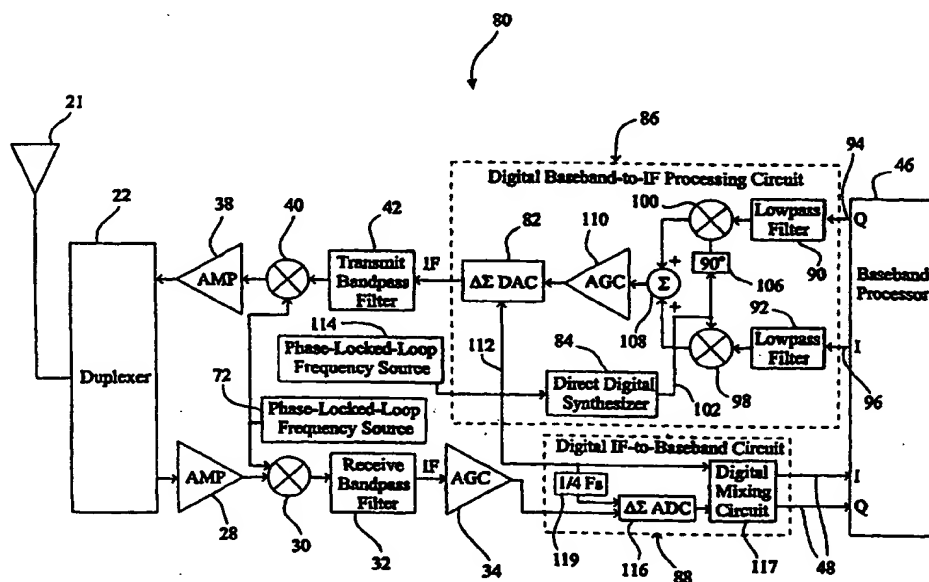 80
21
86
Digital Baseband-to-IF Processing Circuit
94
46
22
38
40
42
82
110
100
Lowpass
Filter
Q
AMP
Transmit
Bandpass
Filter
IF
ΔΣ DAC
AGC
Σ
+
+
90°
106
90
Baseband
Processor
108
92
114
Phase-Locked-Loop
Frequency Source
112
84
Direct Digital
Synthesizer
102
98
Lowpass
Filter
I
96
Duplexer
72
Phase-Locked-Loop
Frequency Source
Digital IF-to-Baseband Circuit
AMP
Receive
Bandpass
Filter
IF
AGC
1/4 Fs
ΔΣ ADC
Digital
Mixing
Circuit
I
Q
28
30
32
34
119
116
88
117
48